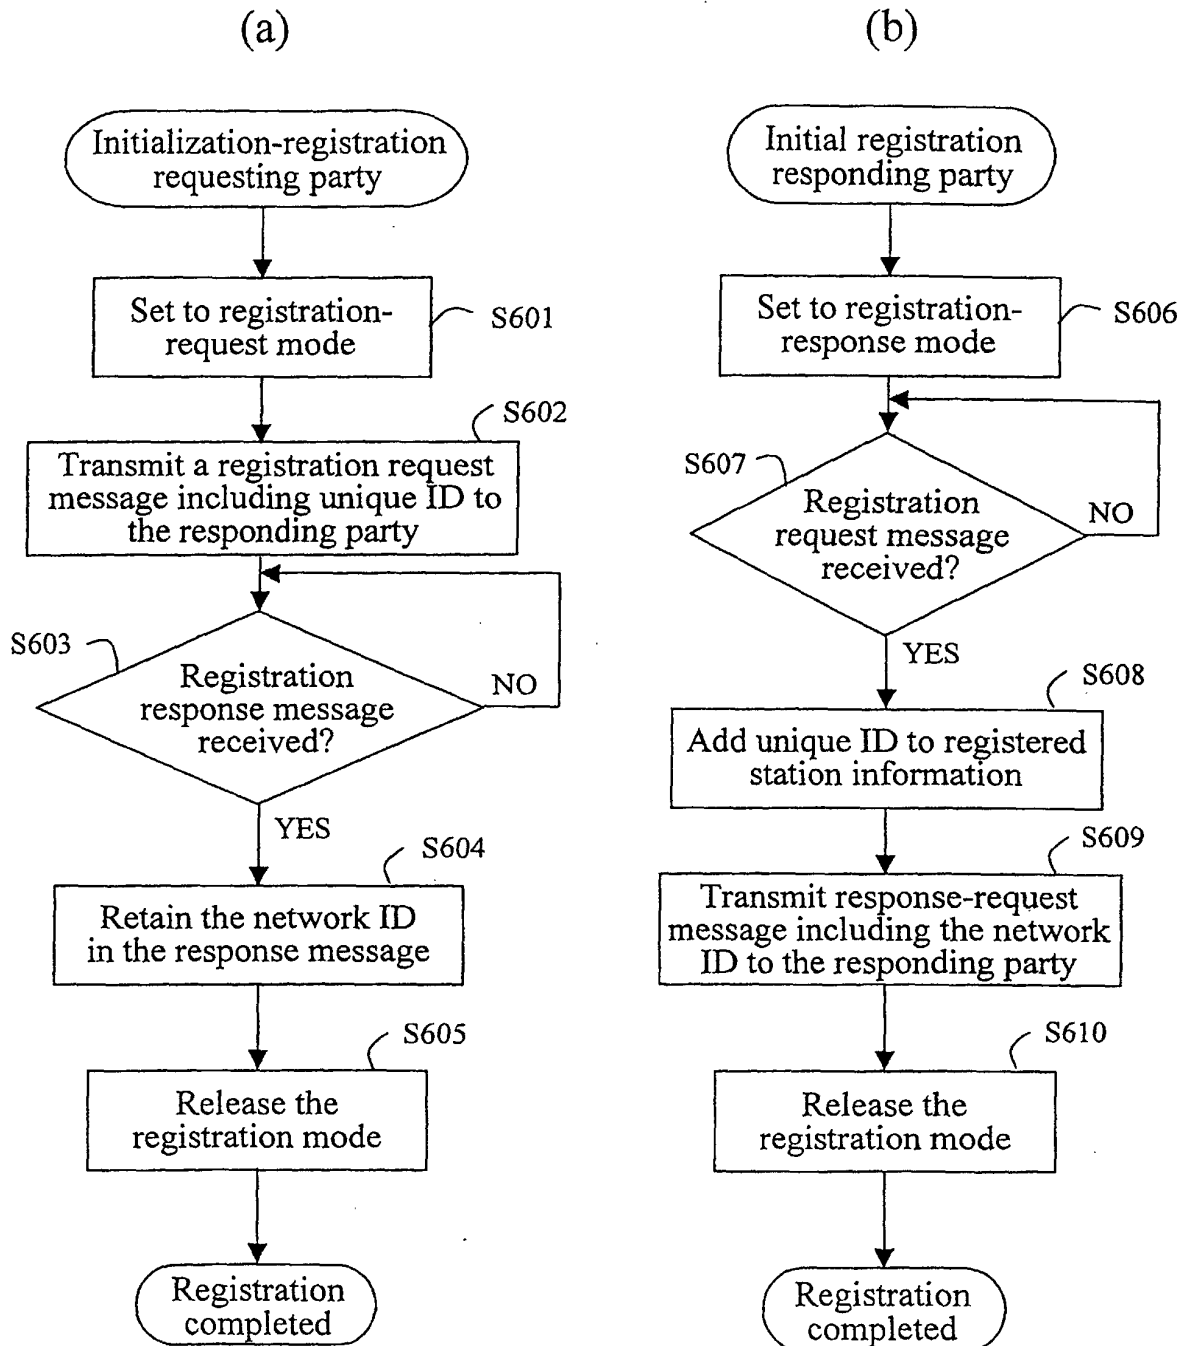 (a)
Initialization-registration
requesting party
Set to registration-
request mode
S601
S602
Transmit a registration request
message including unique ID to
the responding party
S603
Registration
response message
received?
NO
YES
S604
Retain the network ID
in the response message
S605
Release the
registration mode
Registration
completed
(b)
Initial registration
responding party
Set to registration-
response mode
S606
S607
Registration
request message
received?
NO
YES
S608
Add unique ID to registered
station information
S609
Transmit response-request
message including the network
ID to the responding party
S610
Release the
registration mode
Registration
completed